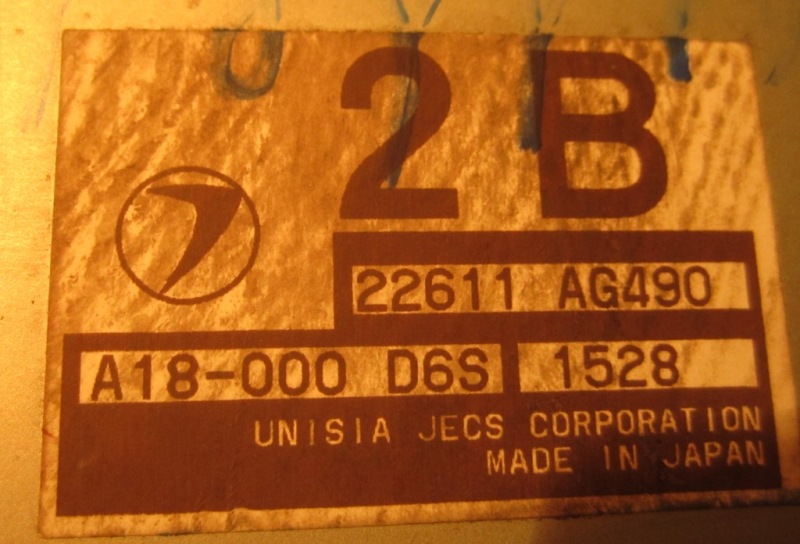 2B
22611 AG490
A18-000 D6S 1528
UNISIA JECS CORPORATION
MADE IN JAPAN